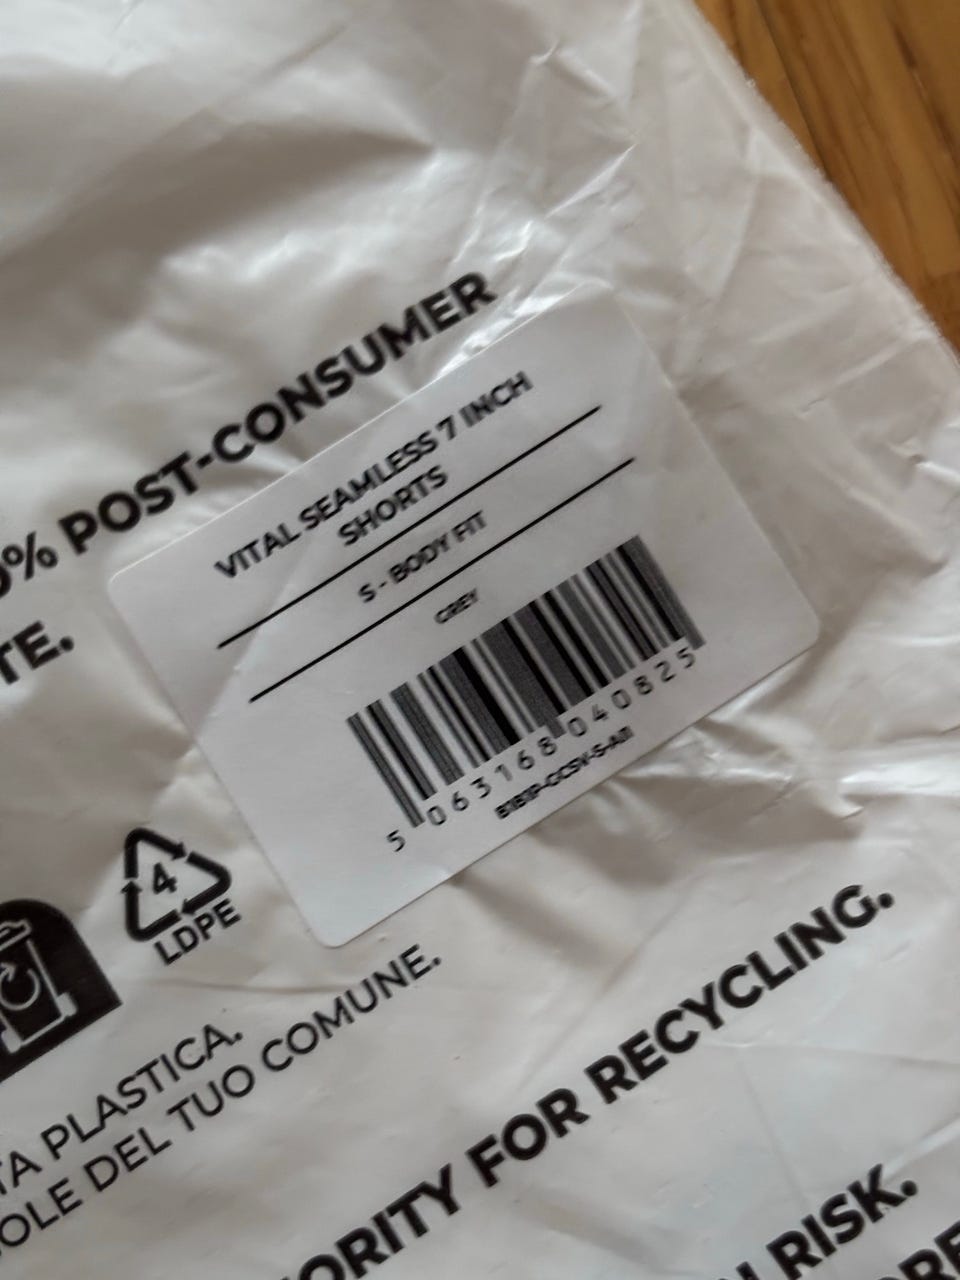 % POST-CONSUMER
TE.
VITAL SEAMLESS 7 INCH
SHORTS
S - BODY FIT
GREY
5 063168 040825
4
LDPE
TA PLASTICA.
OLE DEL TUO COMUNE.
ORITY FOR RECYCLING.
N RISK.